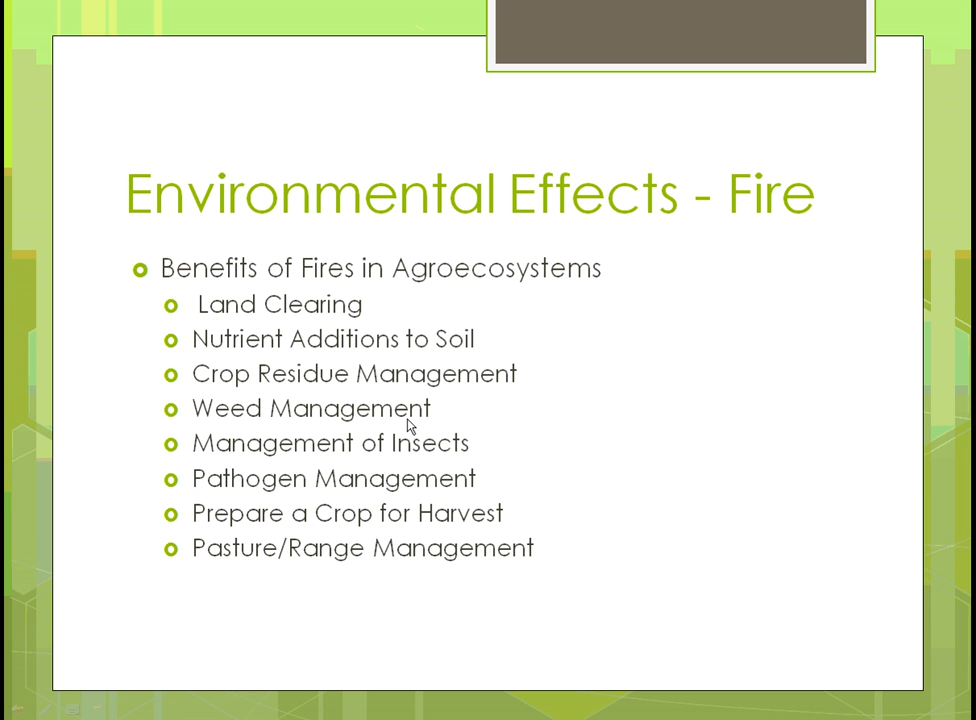 Environmental Effects - Fire
Benefits of Fires in Agroecosystems
Land Clearing
Nutrient Additions to Soil
Crop Residue Management
Weed Management
Management of Insects
Pathogen Management
Prepare a Crop for Harvest
Pasture/Range Management